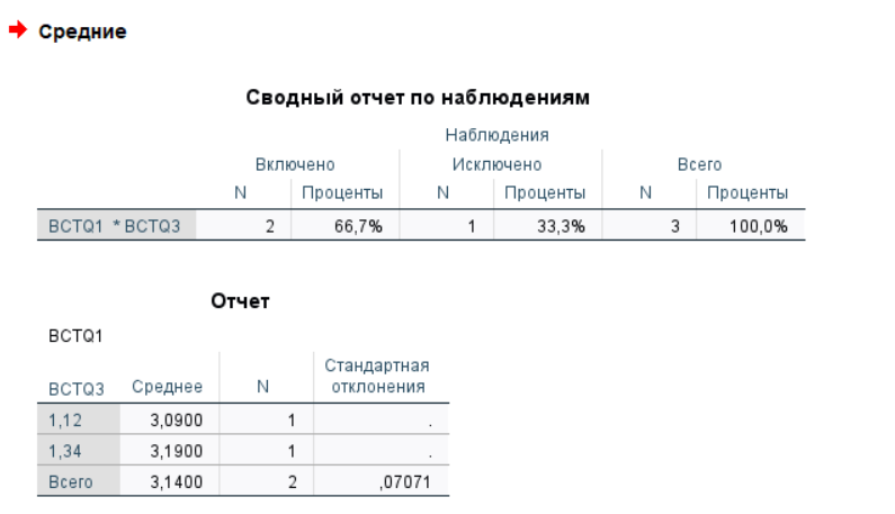 Средние
Сводный отчет по наблюдениям
Наблюдения
Включено Исключено Всего
N Проценты N Проценты N Проценты
BCTQ1 * BCTQ3 2 66,7% 1 33,3% 3 100,0%
Отчет
BCTQ1
BCTQ3 Среднее N Стандартная отклонения
1,12 3,0900 1 .
1,34 3,1900 1 .
Всего 3,1400 2 ,07071